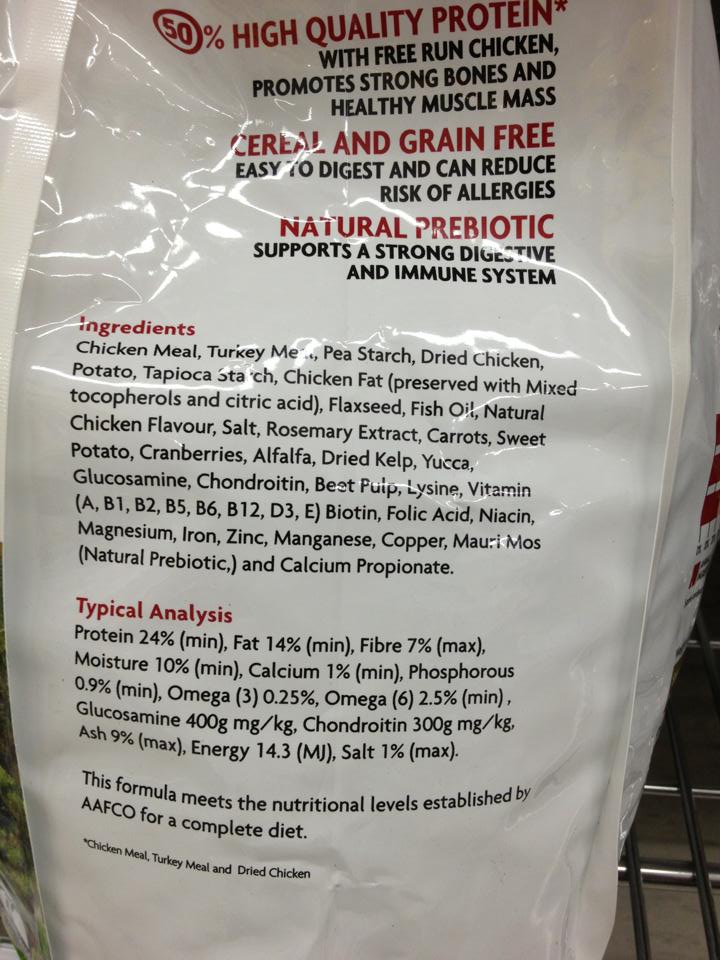 50% HIGH QUALITY PROTEIN*
WITH FREE RUN CHICKEN,
PROMOTES STRONG BONES AND
HEALTHY MUSCLE MASS
CEREAL AND GRAIN FREE
EASY TO DIGEST AND CAN REDUCE
RISK OF ALLERGIES
NATURAL PREBIOTIC
SUPPORTS A STRONG DIGESTIVE
AND IMMUNE SYSTEM
Ingredients
Chicken Meal, Turkey Meal, Pea Starch, Dried Chicken,
Potato, Tapioca Starch, Chicken Fat (preserved with Mixed
tocopherols and citric acid), Flaxseed, Fish Oil, Natural
Chicken Flavour, Salt, Rosemary Extract, Carrots, Sweet
Potato, Cranberries, Alfalfa, Dried Kelp, Yucca,
Glucosamine, Chondroitin, Beet Pulp, Lysine, Vitamin
(A, B1, B2, B5, B6, B12, D3, E) Biotin, Folic Acid, Niacin,
Magnesium, Iron, Zinc, Manganese, Copper, Mauri Mos
(Natural Prebiotic,) and Calcium Propionate.
Typical Analysis
Protein 24% (min), Fat 14% (min), Fibre 7% (max),
Moisture 10% (min), Calcium 1% (min), Phosphorous
0.9% (min), Omega (3) 0.25%, Omega (6) 2.5% (min),
Glucosamine 400g mg/kg, Chondroitin 300g mg/kg,
Ash 9% (max), Energy 14.3 (MJ), Salt 1% (max).
This formula meets the nutritional levels established by
AAFCO for a complete diet.
*Chicken Meal, Turkey Meal and Dried Chicken